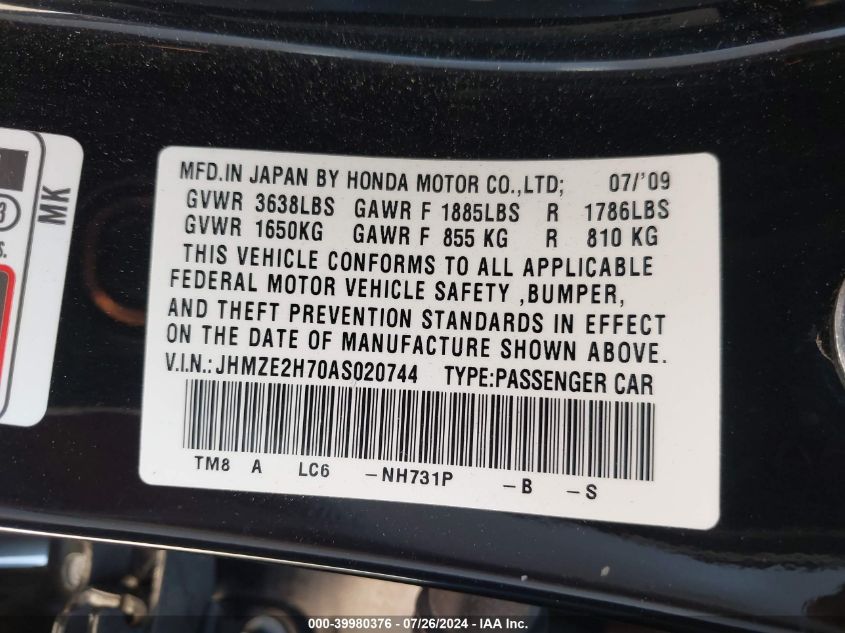 MFD.IN JAPAN BY HONDA MOTOR CO.,LTD; 07/'09
GVWR 3638LBS GAWR F 1885LBS R 1786LBS
GVWR 1650KG GAWR F 855 KG R 810 KG
THIS VEHICLE CONFORMS TO ALL APPLICABLE
FEDERAL MOTOR VEHICLE SAFETY ,BUMPER,
AND THEFT PREVENTION STANDARDS IN EFFECT
ON THE DATE OF MANUFACTURE SHOWN ABOVE.
V.I.N.: JHMZE2H70AS020744 TYPE:PASSENGER CAR
TM8 A LC6 -NH731P -B -S
MK
3
S.
000-39980376 - 07/26/2024 - IAA, Inc.